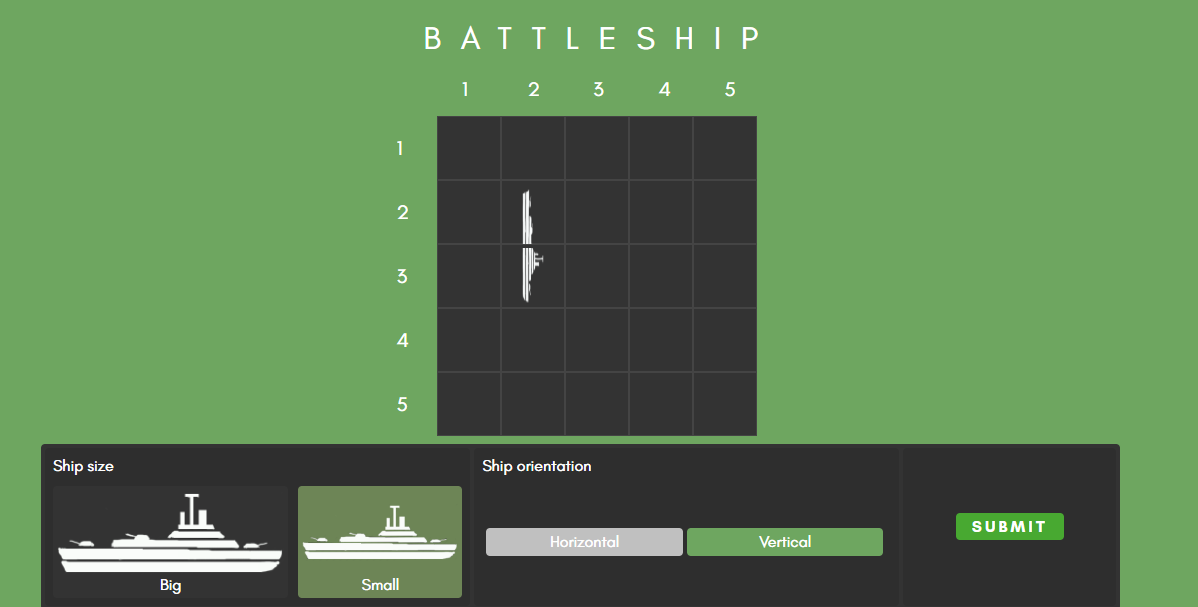 BATTLESHIP
1 2 3 4 5
1
2
3
4
5
Ship size
Ship orientation
Horizontal
Vertical
SUBMIT
Big
Small